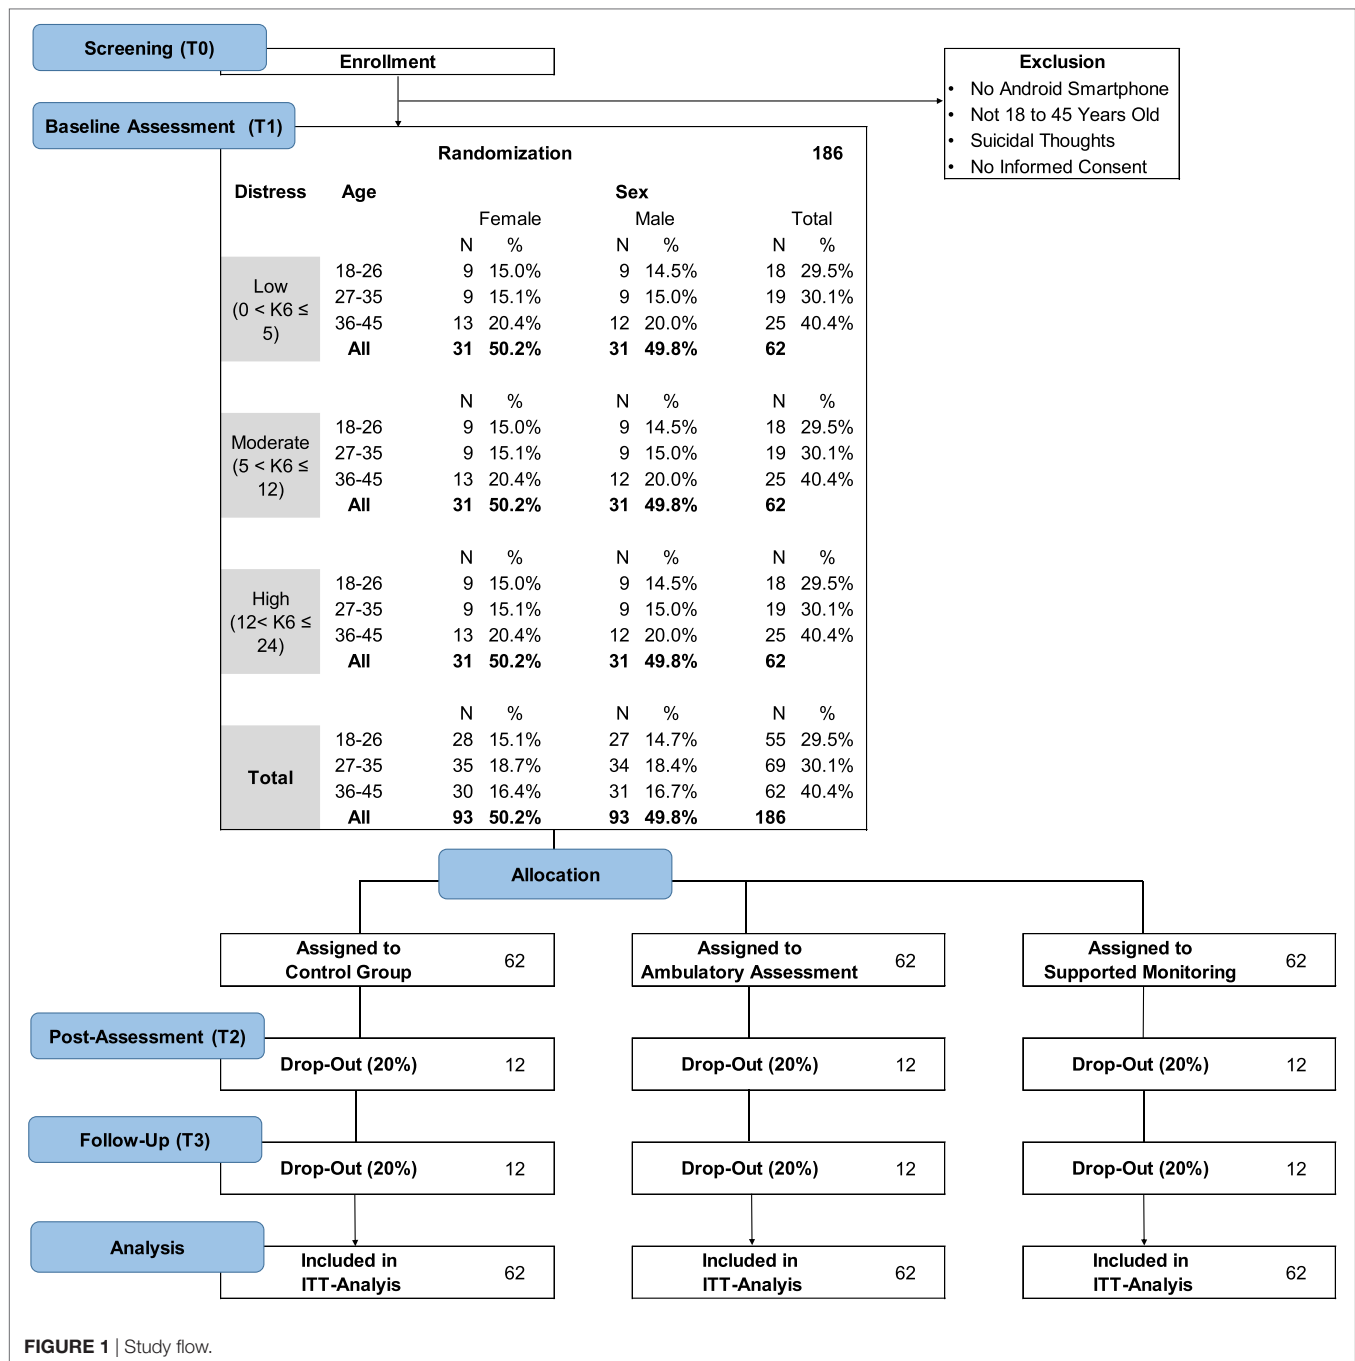 Screening (T0)
Enrollment
Exclusion
• No Android Smartphone
• Not 18 to 45 Years Old
• Suicidal Thoughts
• No Informed Consent
Baseline Assessment (T1)
Randomization 186
Distress Age Sex
Female Male Total
N % N % N %
Low
(0 < K6 ≤
5)
18-26 9 15.0% 9 14.5% 18 29.5%
27-35 9 15.1% 9 15.0% 19 30.1%
36-45 13 20.4% 12 20.0% 25 40.4%
All 31 50.2% 31 49.8% 62
N % N % N %
Moderate
(5 < K6 ≤
12)
18-26 9 15.0% 9 14.5% 18 29.5%
27-35 9 15.1% 9 15.0% 19 30.1%
36-45 13 20.4% 12 20.0% 25 40.4%
All 31 50.2% 31 49.8% 62
N % N % N %
High
(12< K6 ≤
24)
18-26 9 15.0% 9 14.5% 18 29.5%
27-35 9 15.1% 9 15.0% 19 30.1%
36-45 13 20.4% 12 20.0% 25 40.4%
All 31 50.2% 31 49.8% 62
N % N % N %
Total
18-26 28 15.1% 27 14.7% 55 29.5%
27-35 35 18.7% 34 18.4% 69 30.1%
36-45 30 16.4% 31 16.7% 62 40.4%
All 93 50.2% 93 49.8% 186
Allocation
Assigned to
Control Group 62
Assigned to
Ambulatory Assessment 62
Assigned to
Supported Monitoring 62
Post-Assessment (T2)
Drop-Out (20%) 12
Drop-Out (20%) 12
Drop-Out (20%) 12
Follow-Up (T3)
Drop-Out (20%) 12
Drop-Out (20%) 12
Drop-Out (20%) 12
Analysis
Included in
ITT-Analyis 62
Included in
ITT-Analyis 62
Included in
ITT-Analyis 62
FIGURE 1 | Study flow.